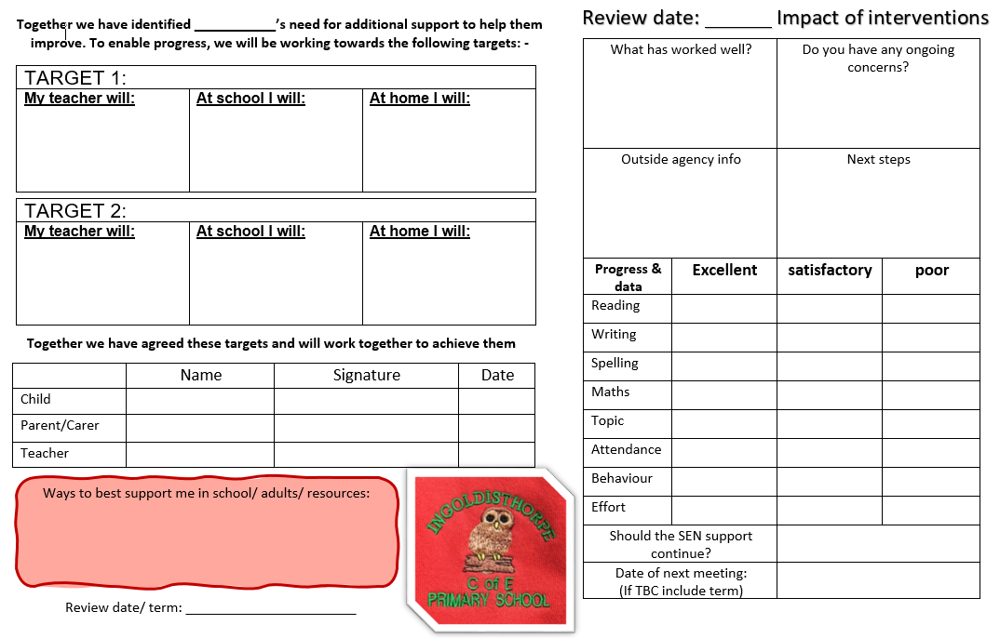 Together we have identified ___________'s need for additional support to help them
improve. To enable progress, we will be working towards the following targets: -
TARGET 1:
My teacher will: At school I will: At home I will:
TARGET 2:
My teacher will: At school I will: At home I will:
Together we have agreed these targets and will work together to achieve them
Name Signature Date
Child
Parent/Carer
Teacher
Ways to best support me in school/ adults/ resources:
Review date/ term: ______________________
INGOLDISTHORPE
C of E
PRIMARY SCHOOL
Review date: ______ Impact of interventions
What has worked well? Do you have any ongoing
concerns?
Outside agency info Next steps
Progress & Excellent satisfactory poor
data
Reading
Writing
Spelling
Maths
Topic
Attendance
Behaviour
Effort
Should the SEN support
continue?
Date of next meeting:
(If TBC include term)